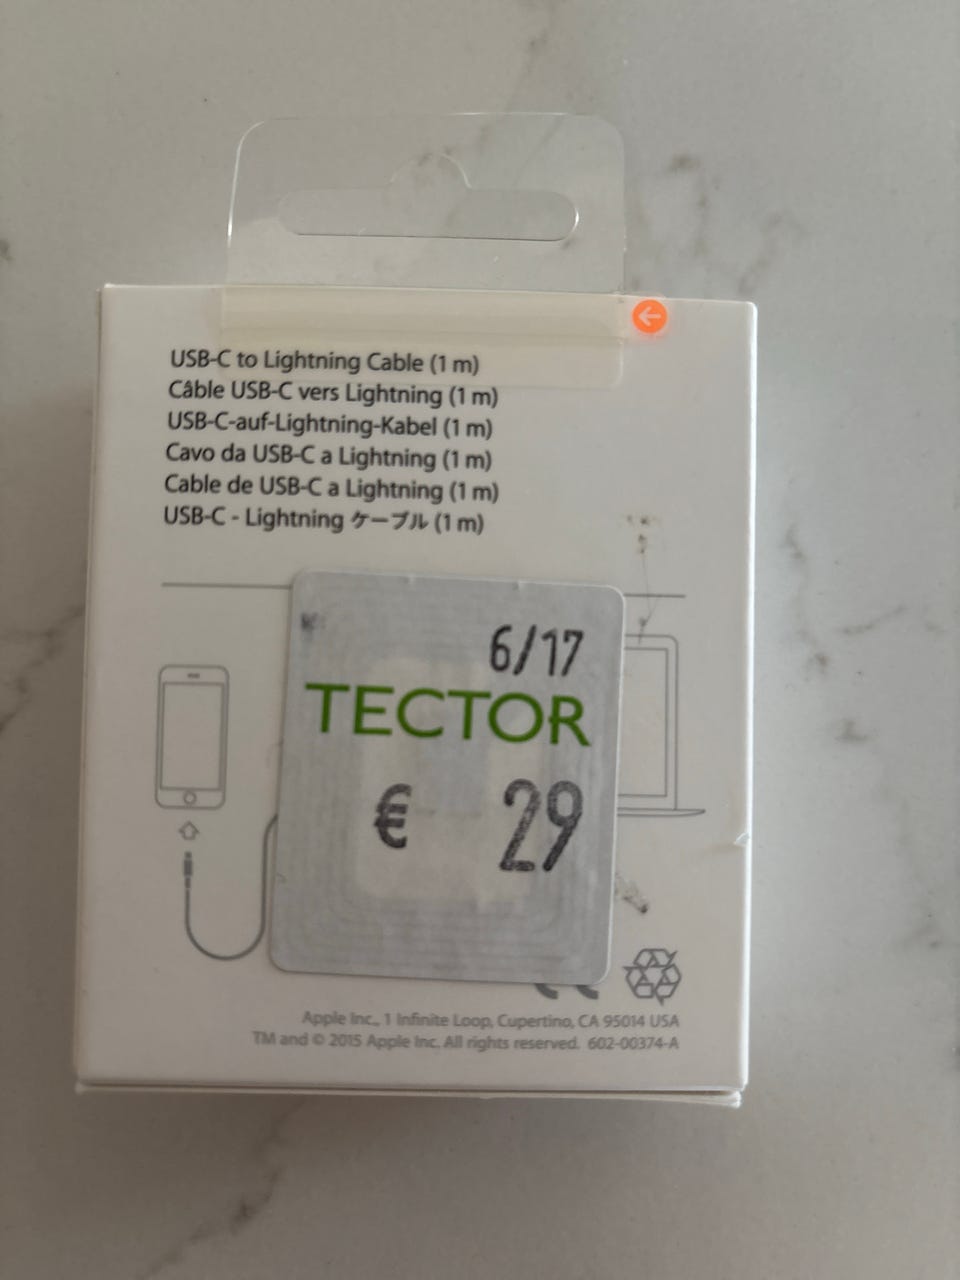 USB-C to Lightning Cable (1 m)
Câble USB-C vers Lightning (1 m)
USB-C-auf-Lightning-Kabel (1 m)
Cavo da USB-C a Lightning (1 m)
Cable de USB-C a Lightning (1 m)
USB-C - Lightning ケーブル (1 m)
6/17
TECTOR
€ 29
Apple Inc., 1 Infinite Loop, Cupertino, CA 95014 USA
TM and © 2015 Apple Inc. All rights reserved. 602-00374-A